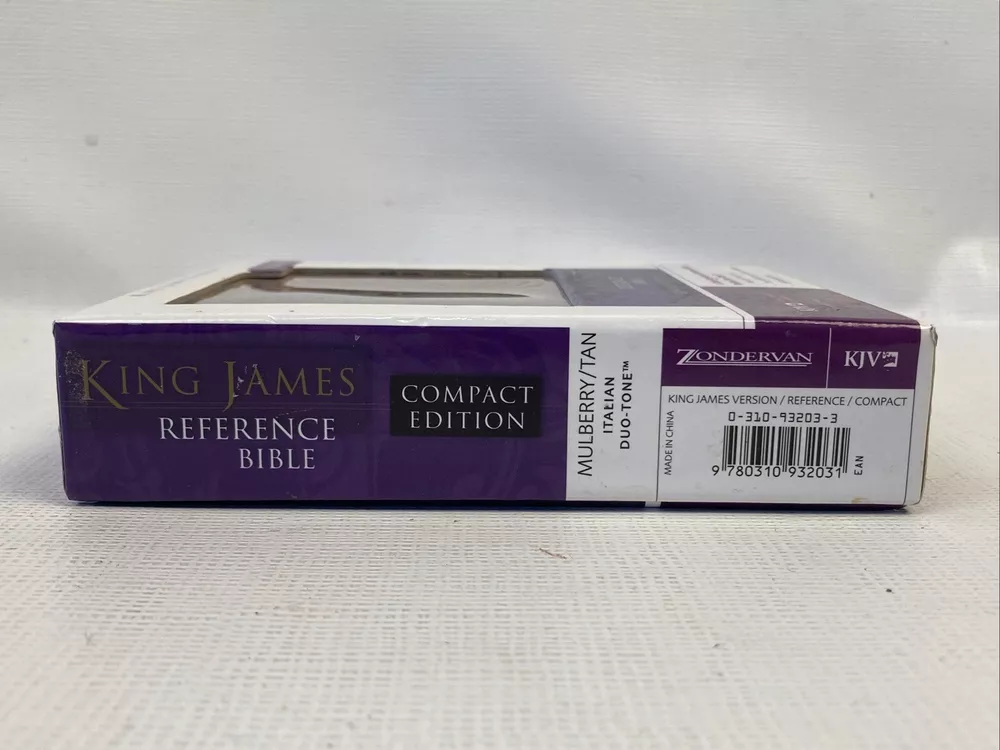 KING JAMES
REFERENCE
BIBLE
COMPACT
EDITION
MULBERRY/TAN
ITALIAN
DUO-TONE™
ZONDERVAN
KJV
KING JAMES VERSION / REFERENCE / COMPACT
MADE IN CHINA
0-310-93203-3
9 780310 932031
EAN